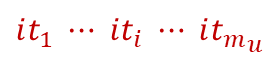 it₁ ⋯ itᵢ ⋯ it_{m_u}